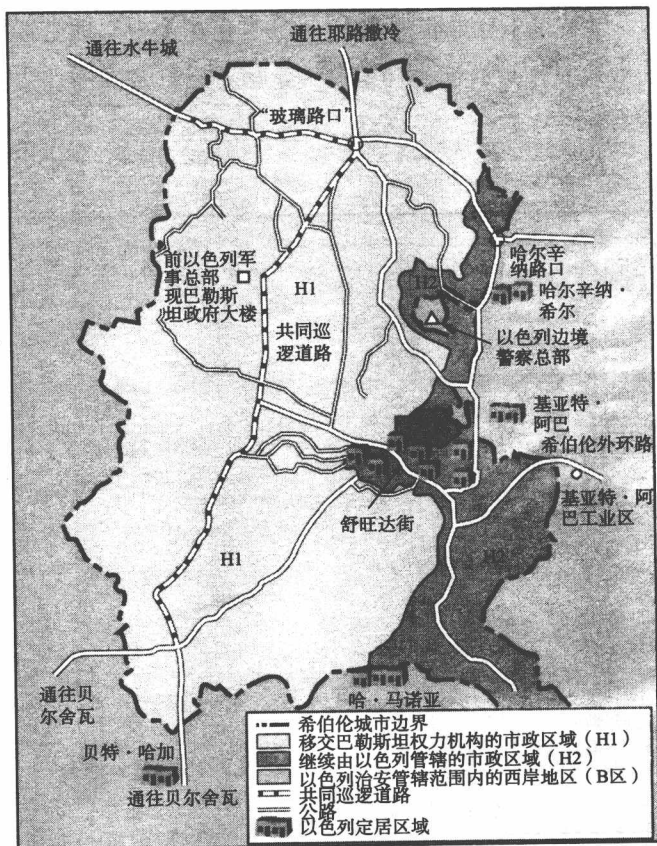 通往水牛城
通往耶路撒冷
“玻璃路口”
前以色列军
事总部
现巴勒斯
坦政府大楼
H1
共同巡
逻道路
H2
哈尔辛
纳路口
哈尔辛纳·
希尔
以色列边境
警察总部
基亚特·
阿巴
希伯伦外环路
基亚特·阿
巴工业区
舒旺达街
H1
H2
通往贝
尔舍瓦
贝特·哈加
通往贝尔舍瓦
哈·马诺亚
希伯伦城市边界
移交巴勒斯坦权力机构的市政区域（H1）
继续由以色列管辖的市政区域（H2）
以色列治安管辖范围内的西岸地区（B区）
共同巡逻道路
公路
以色列定居区域